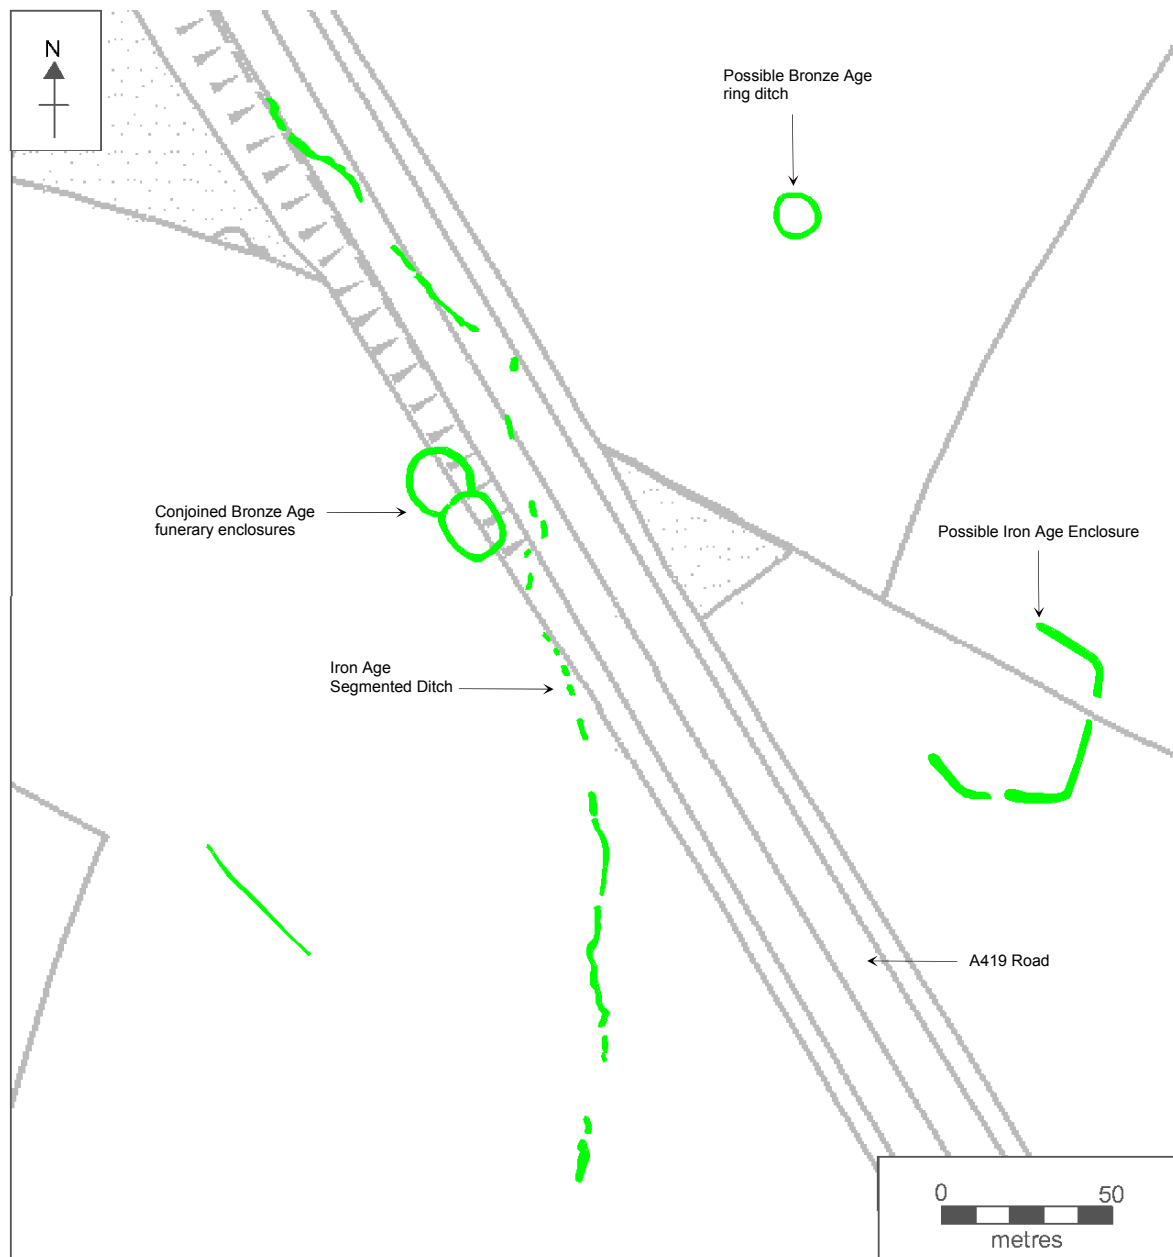 N
Possible Bronze Age
ring ditch
Conjoined Bronze Age
funerary enclosures
Possible Iron Age Enclosure
Iron Age
Segmented Ditch
A419 Road
0 50
metres